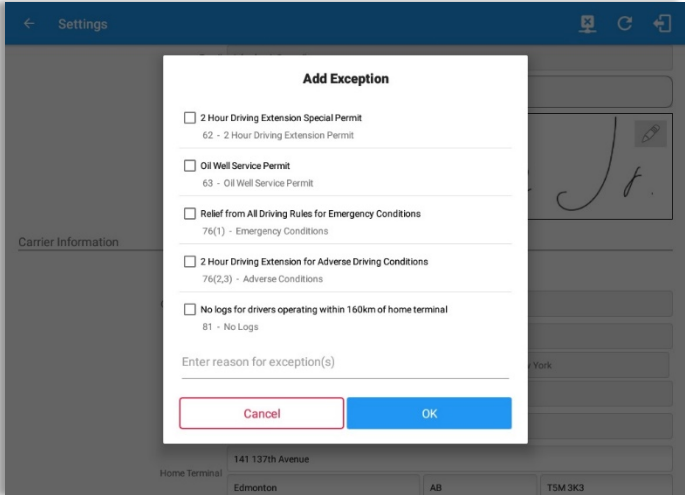 Settings
Add Exception
2 Hour Driving Extension Special Permit
62 - 2 Hour Driving Extension Permit
Oil Well Service Permit
63 - Oil Well Service Permit
Relief from All Driving Rules for Emergency Conditions
76(1) - Emergency Conditions
Carrier Information
2 Hour Driving Extension for Adverse Driving Conditions
76(2,3) - Adverse Conditions
No logs for drivers operating within 160km of home terminal
81 - No Logs
Enter reason for exception(s)
York
Cancel OK
141 137th Avenue
Home Terminal
Edmonton AB T5M 3K3